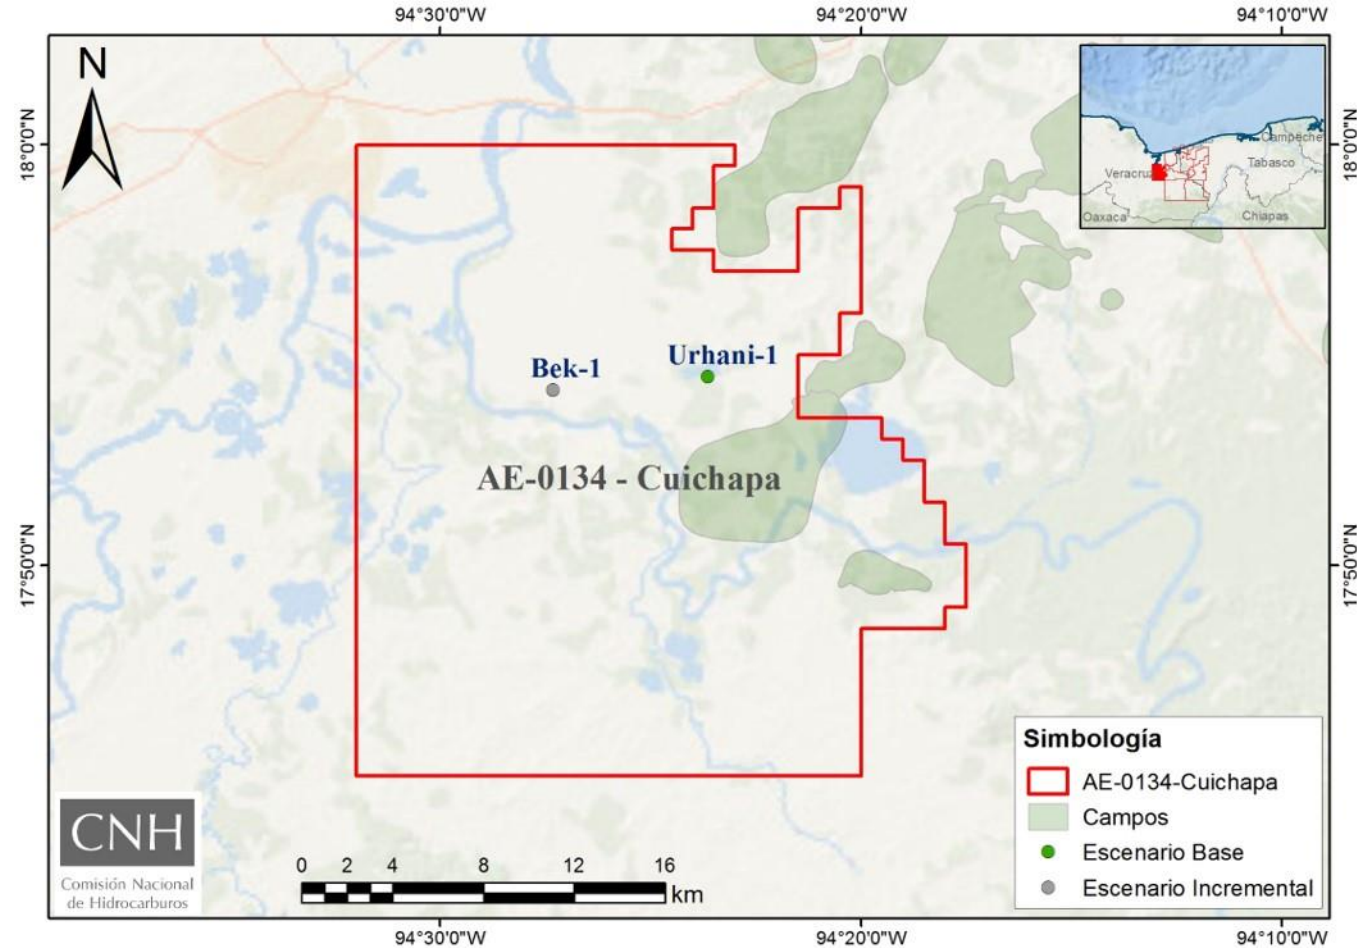 94°30'0"W 94°20'0"W 94°10'0"W
N
18°0'0"N
18°0'0"N
Campeche
Tabasco
Veracruz
Oaxaca
Chiapas
Urhani-1
Bek-1
AE-0134 - Cuichapa
17°50'0"N
17°50'0"N
Simbología
AE-0134-Cuichapa
Campos
Escenario Base
Escenario Incremental
CNH
Comisión Nacional
de Hidrocarburos
0 2 4 8 12 16
km
94°30'0"W 94°20'0"W 94°10'0"W